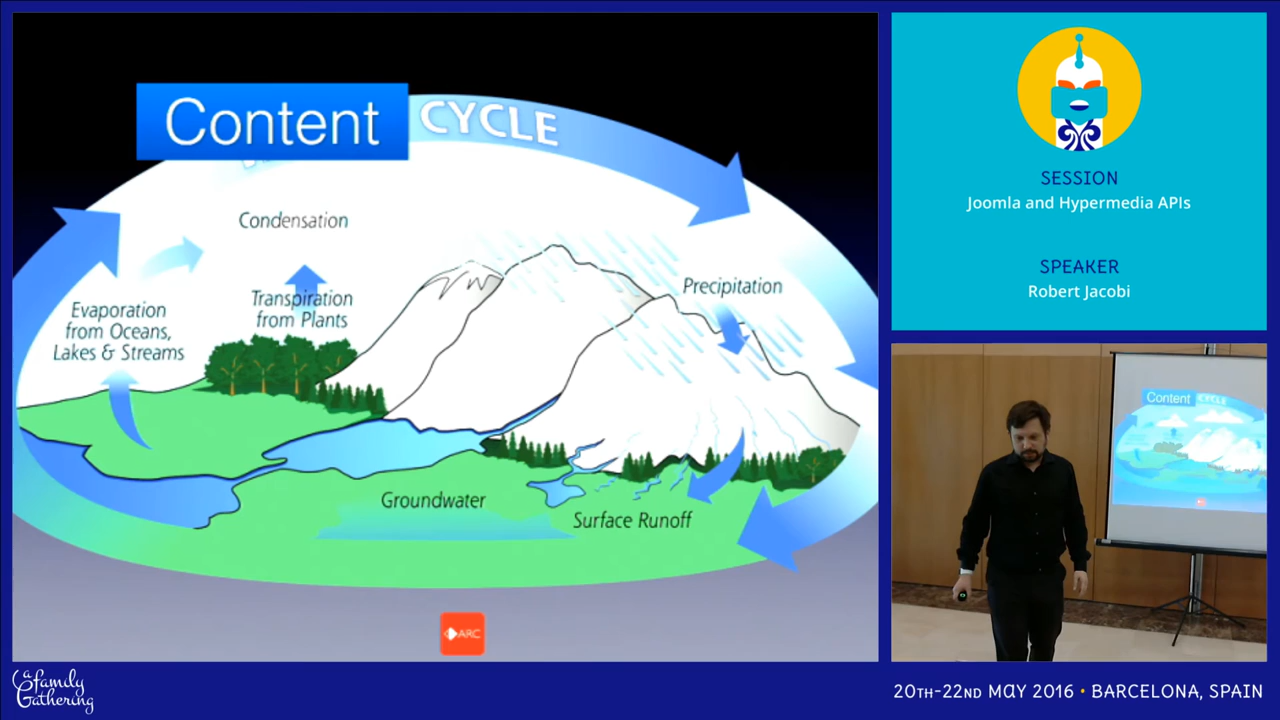 Content CYCLE
Condensation
Precipitation
Transpiration
from Plants
Evaporation
from Oceans,
Lakes & Streams
Groundwater
Surface Runoff
ARC
SESSION
Joomla and Hypermedia APIs
SPEAKER
Robert Jacobi
Content CYCLE
a family
Gathering
20TH-22ND MAY 2016 • BARCELONA, SPAIN